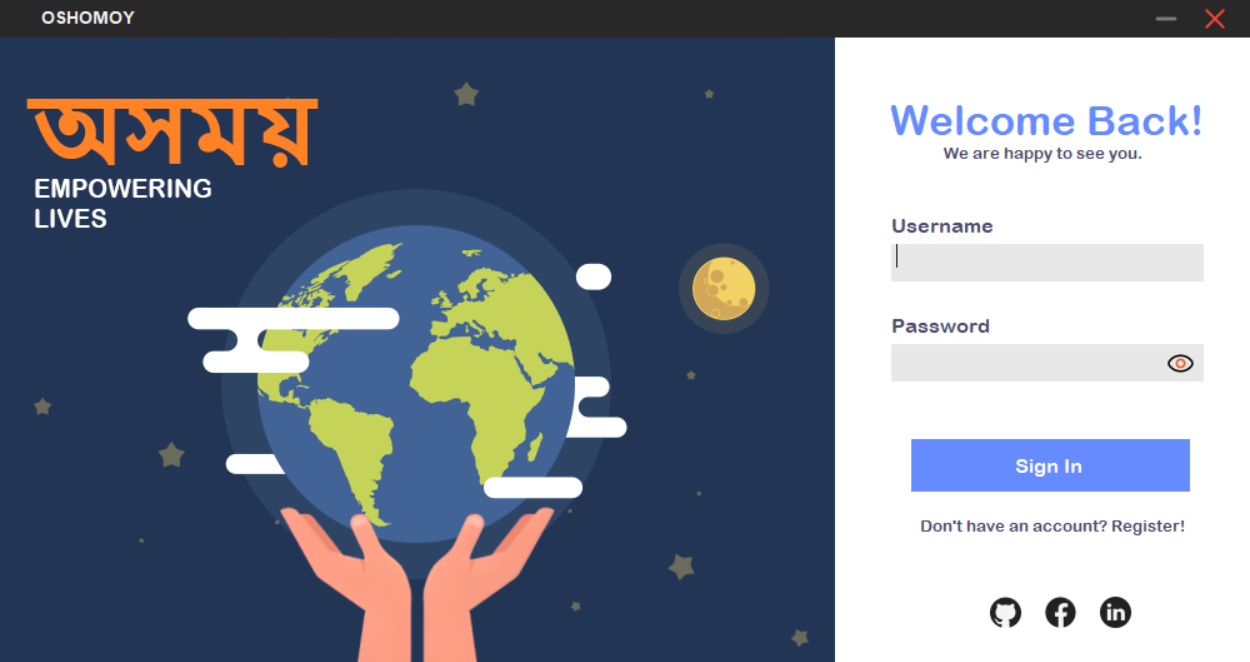 OSHOMOY
অসময়
EMPOWERING
LIVES
Welcome Back!
We are happy to see you.
Username
Password
Sign In
Don't have an account? Register!
in